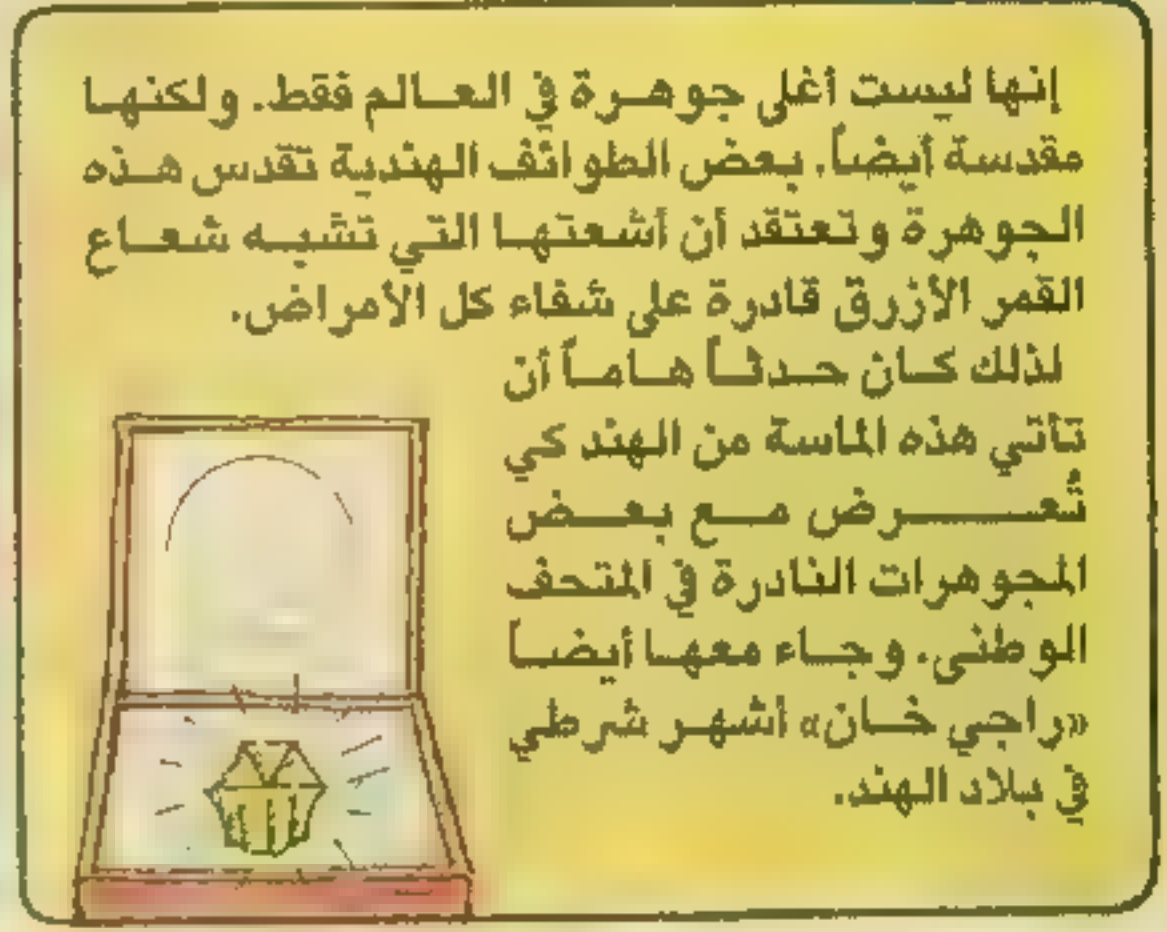 إنها ليست أغلى جوهرة في العالم فقط. ولكنها
مقدسة أيضاً. بعض الطوائف الهندية تقدس هذه
الجوهرة وتعتقد أن أشعتها التي تشبه شعاع
القمر الأزرق قادرة على شفاء كل الأمراض.
لذلك كان حدثاً هاماً أن
تأتي هذه الماسة من الهند كي
تُعرض مع بعض
المجوهرات النادرة في المتحف
الوطني. وجاء معها أيضاً
«راجي خان» أشهر شرطي
في بلاد الهند.